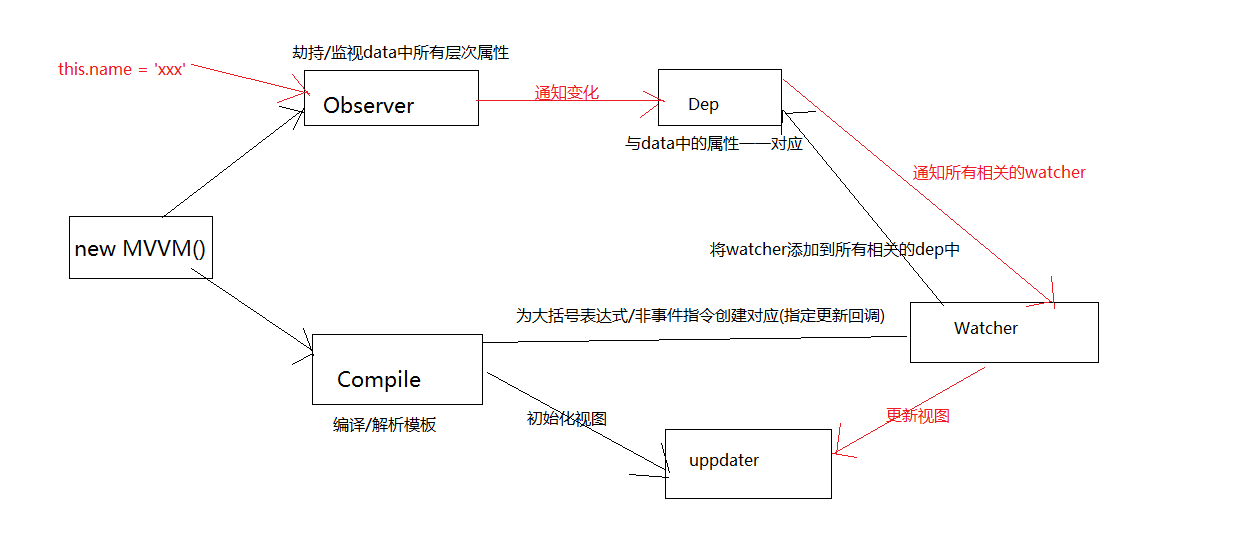 劫持/监视data中所有层次属性
this.name = 'xxx'
Observer
通知变化
Dep
与data中的属性一一对应
通知所有相关的watcher
new MVVM()
将watcher添加到所有相关的dep中
为大括号表达式/非事件指令创建对应(指定更新回调)
Watcher
Compile
编译/解析模板
初始化视图
更新视图
uppdater